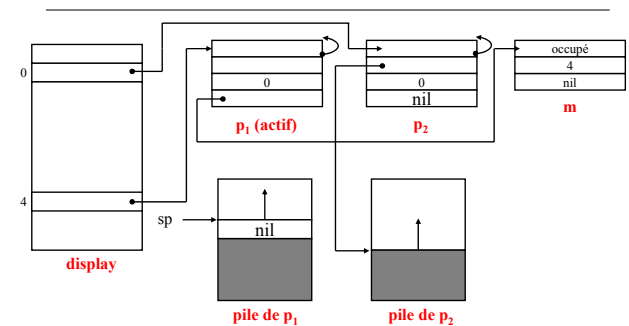 occupé
0
4
0
0
nil
nil
p₁ (actif)
p₂
m
4
sp
nil
display
pile de p₁
pile de p₂